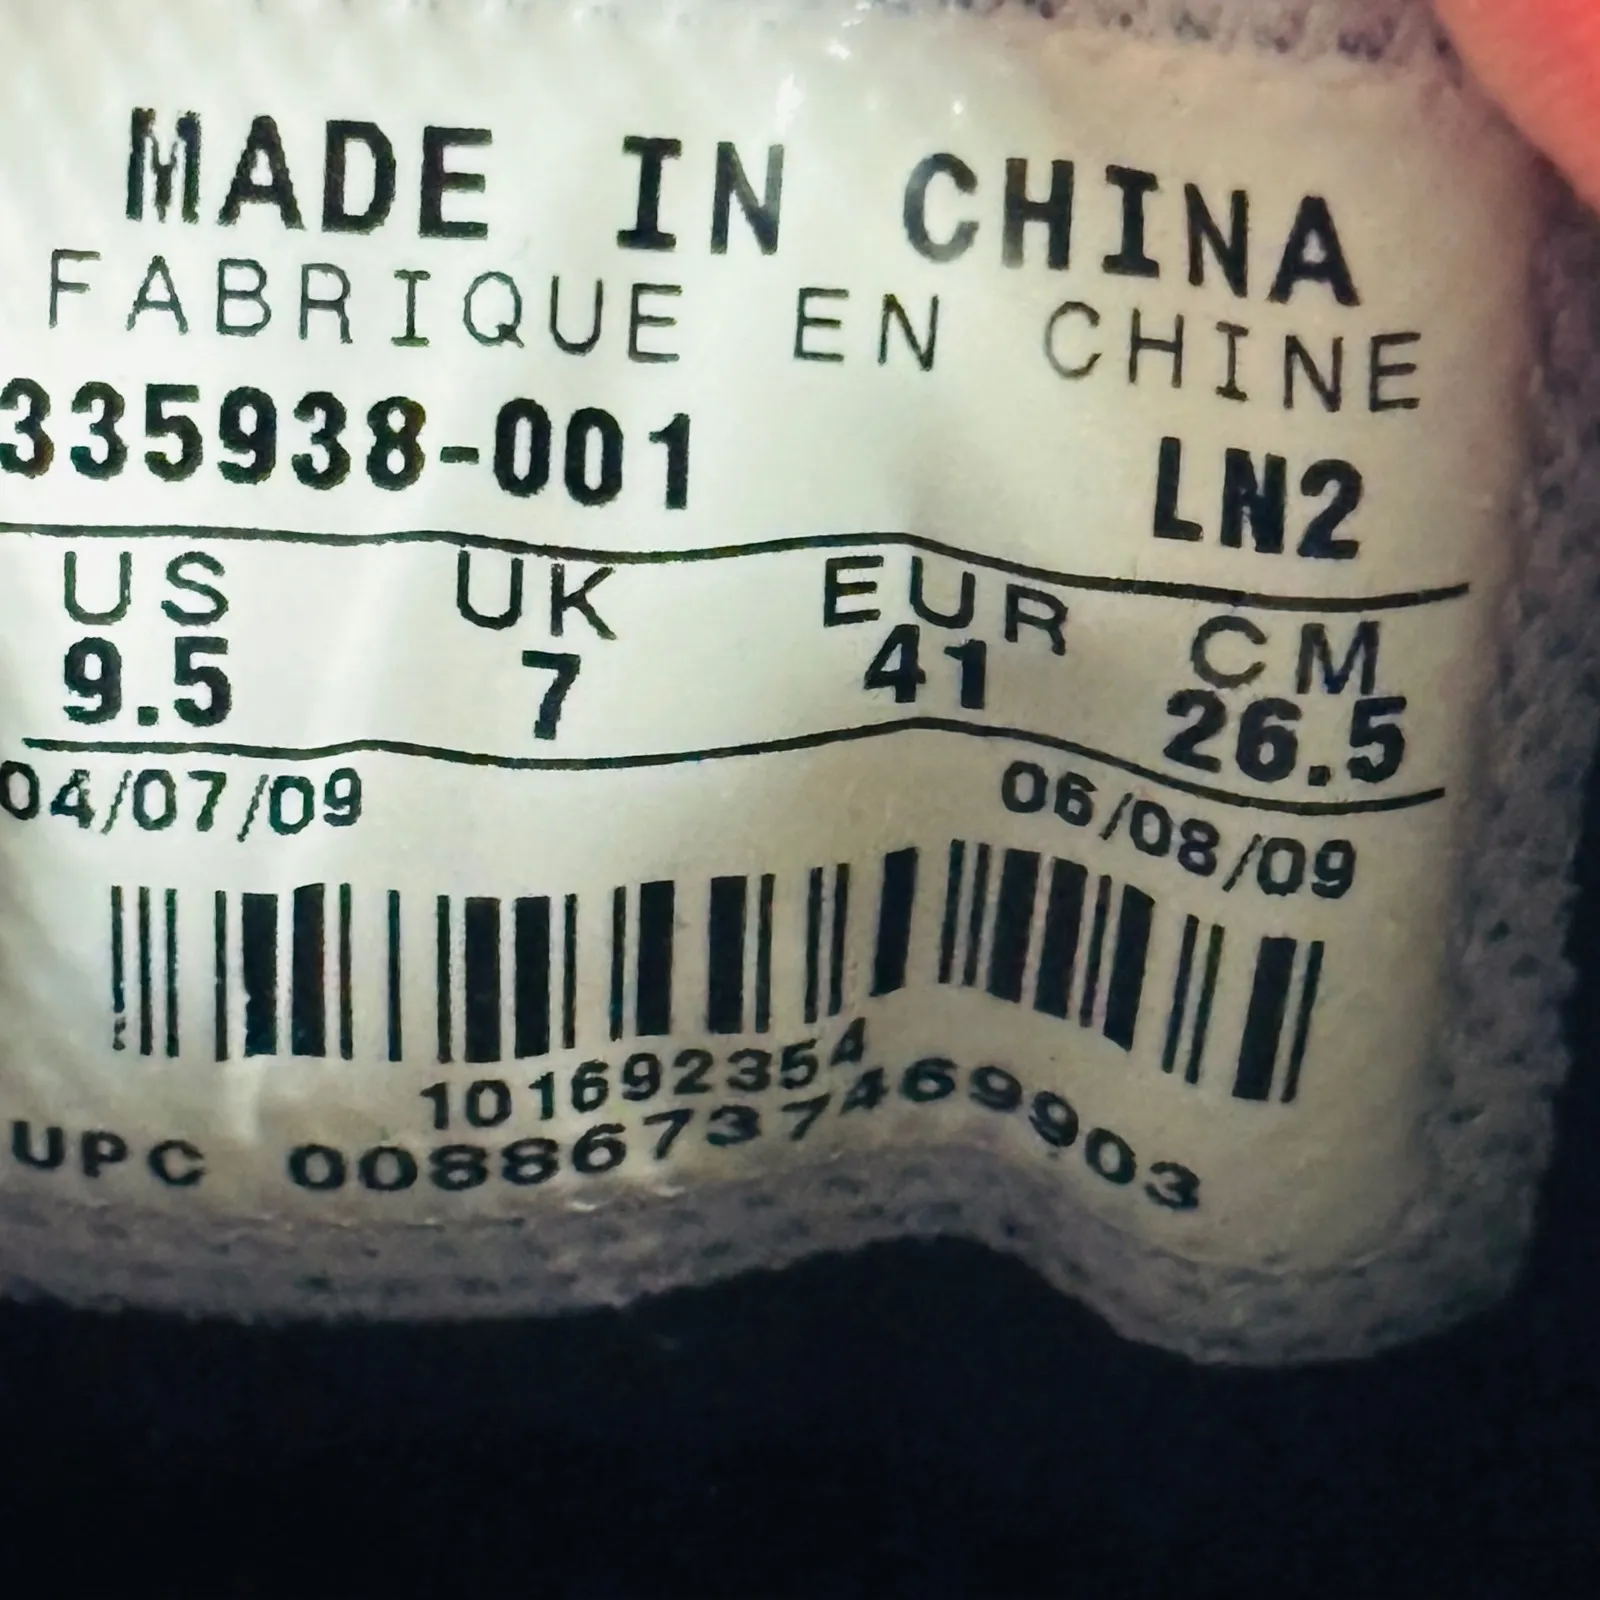 MADE IN CHINA
FABRIQUE EN CHINE
335938-001 LN2
US UK EUR CM
9.5 7 41 26.5
04/07/09 06/08/09
101692354
UPC 00886737469903